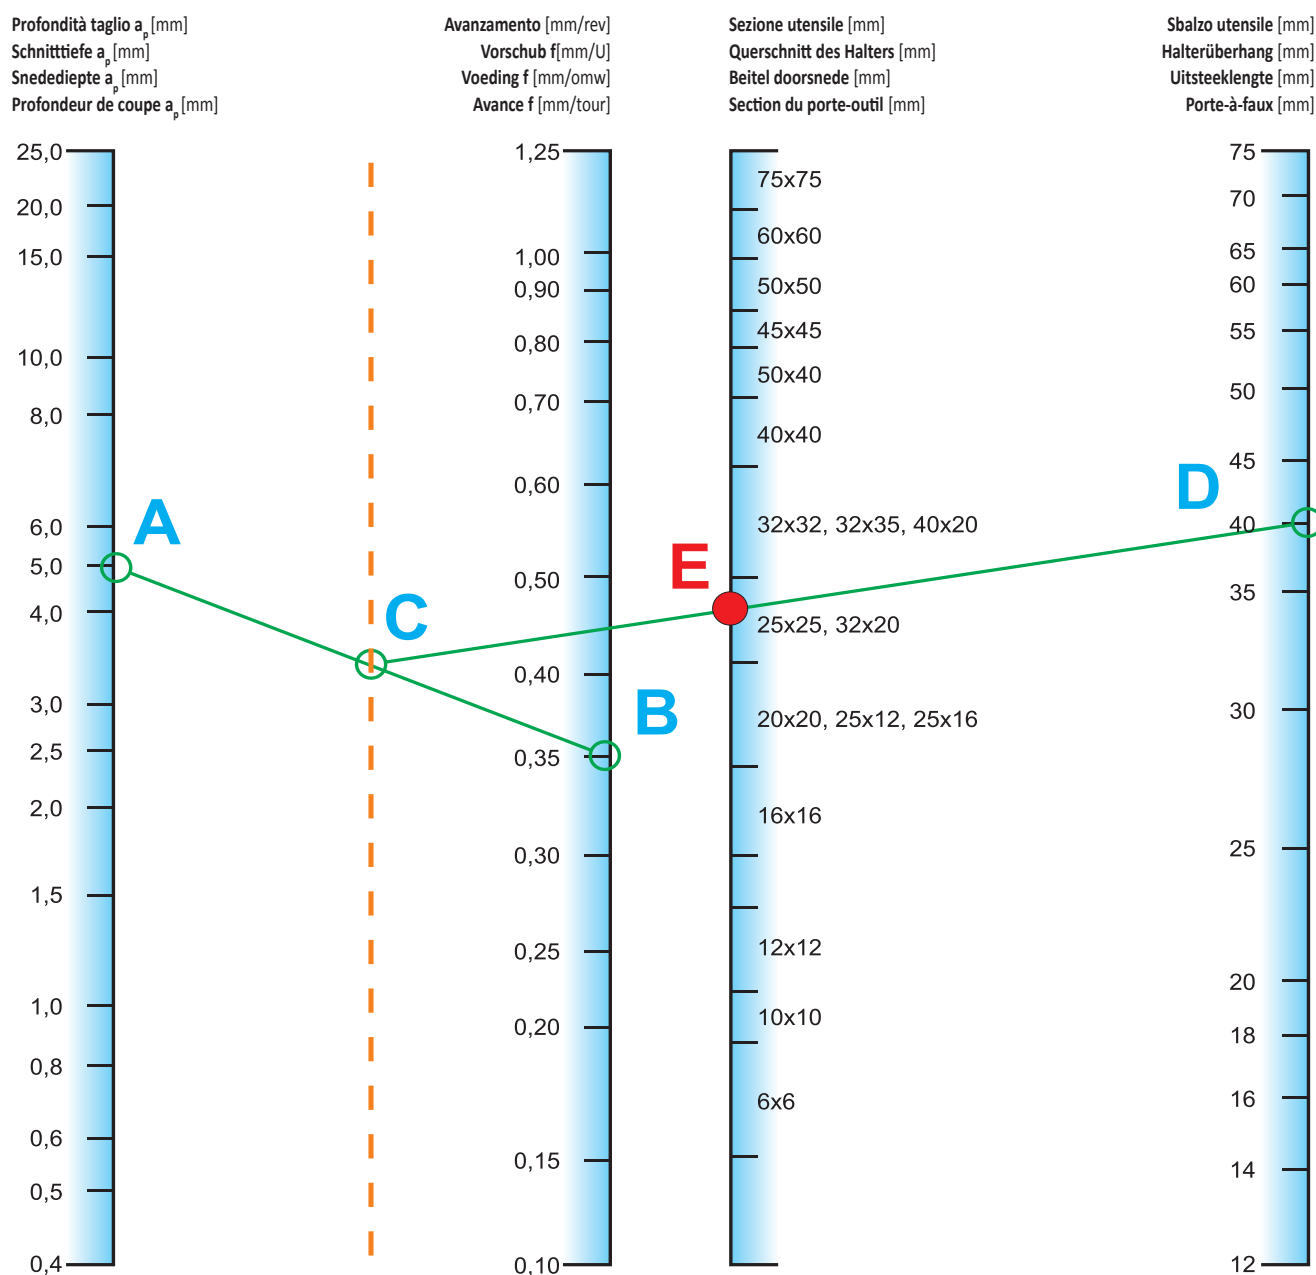 Profondità taglio ap [mm]
Schnitttiefe ap [mm]
Snedediepte ap [mm]
Profondeur de coupe ap [mm]
Avanzamento [mm/rev]
Vorschub f[mm/U]
Voeding f [mm/omw]
Avance f [mm/tour]
Sezione utensile [mm]
Querschnitt des Halters [mm]
Beitel doorsnede [mm]
Section du porte-outil [mm]
Sbalzo utensile [mm]
Halterüberhang [mm]
Uitsteeklengte [mm]
Porte-à-faux [mm]
25,0
20,0
15,0
10,0
8,0
6,0
5,0
4,0
3,0
2,5
2,0
1,5
1,0
0,8
0,6
0,5
0,4
A
C
1,25
1,00
0,90
0,80
0,70
0,60
0,50
0,40
0,35
0,30
0,25
0,20
0,15
0,10
B
E
75x75
60x60
50x50
45x45
50x40
40x40
32x32, 32x35, 40x20
25x25, 32x20
20x20, 25x12, 25x16
16x16
12x12
10x10
6x6
D
75
70
65
60
55
50
45
40
35
30
25
20
18
16
14
12